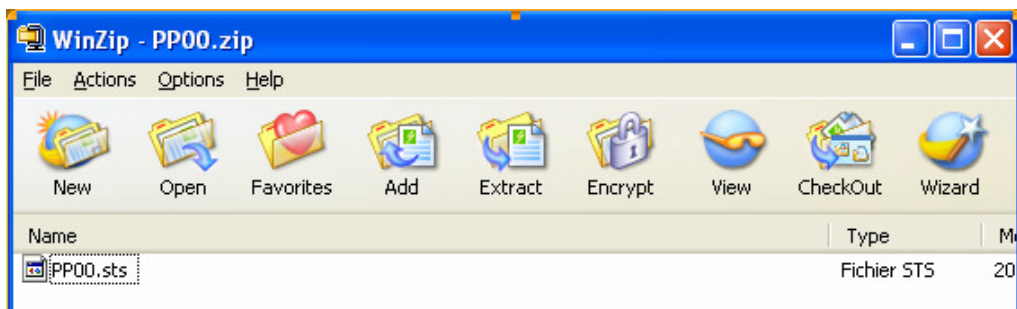 WinZip - PP00.zip
File Actions Options Help
New Open Favorites Add Extract Encrypt View CheckOut Wizard
Name Type
PP00.sts Fichier STS 20